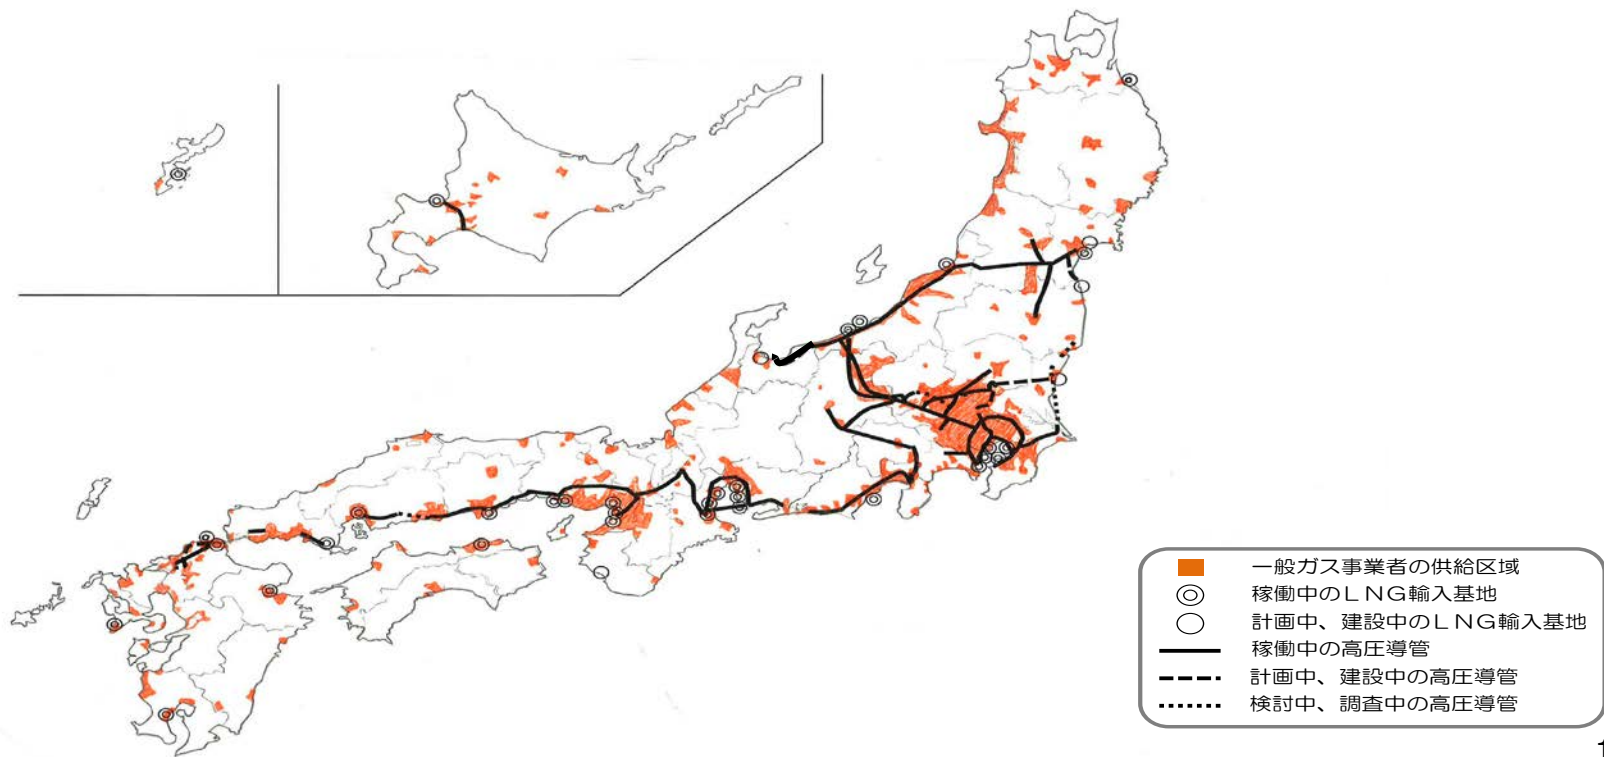 一般ガス事業者の供給区域
稼働中のLNG輸入基地
計画中、建設中のLNG輸入基地
稼働中の高圧導管
計画中、建設中の高圧導管
検討中、調査中の高圧導管